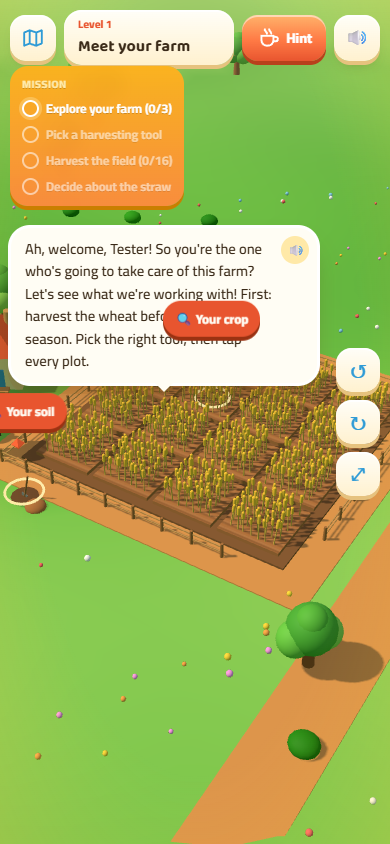 Level 1
Meet your farm
Hint
MISSION
Explore your farm (0/3)
Pick a harvesting tool
Harvest the field (0/16)
Decide about the straw
Ah, welcome, Tester! So you're the one
who's going to take care of this farm?
Let's see what we're working with! First:
harvest the wheat
Your crop
season. Pick the right tool, then tap
every plot.
Your soil